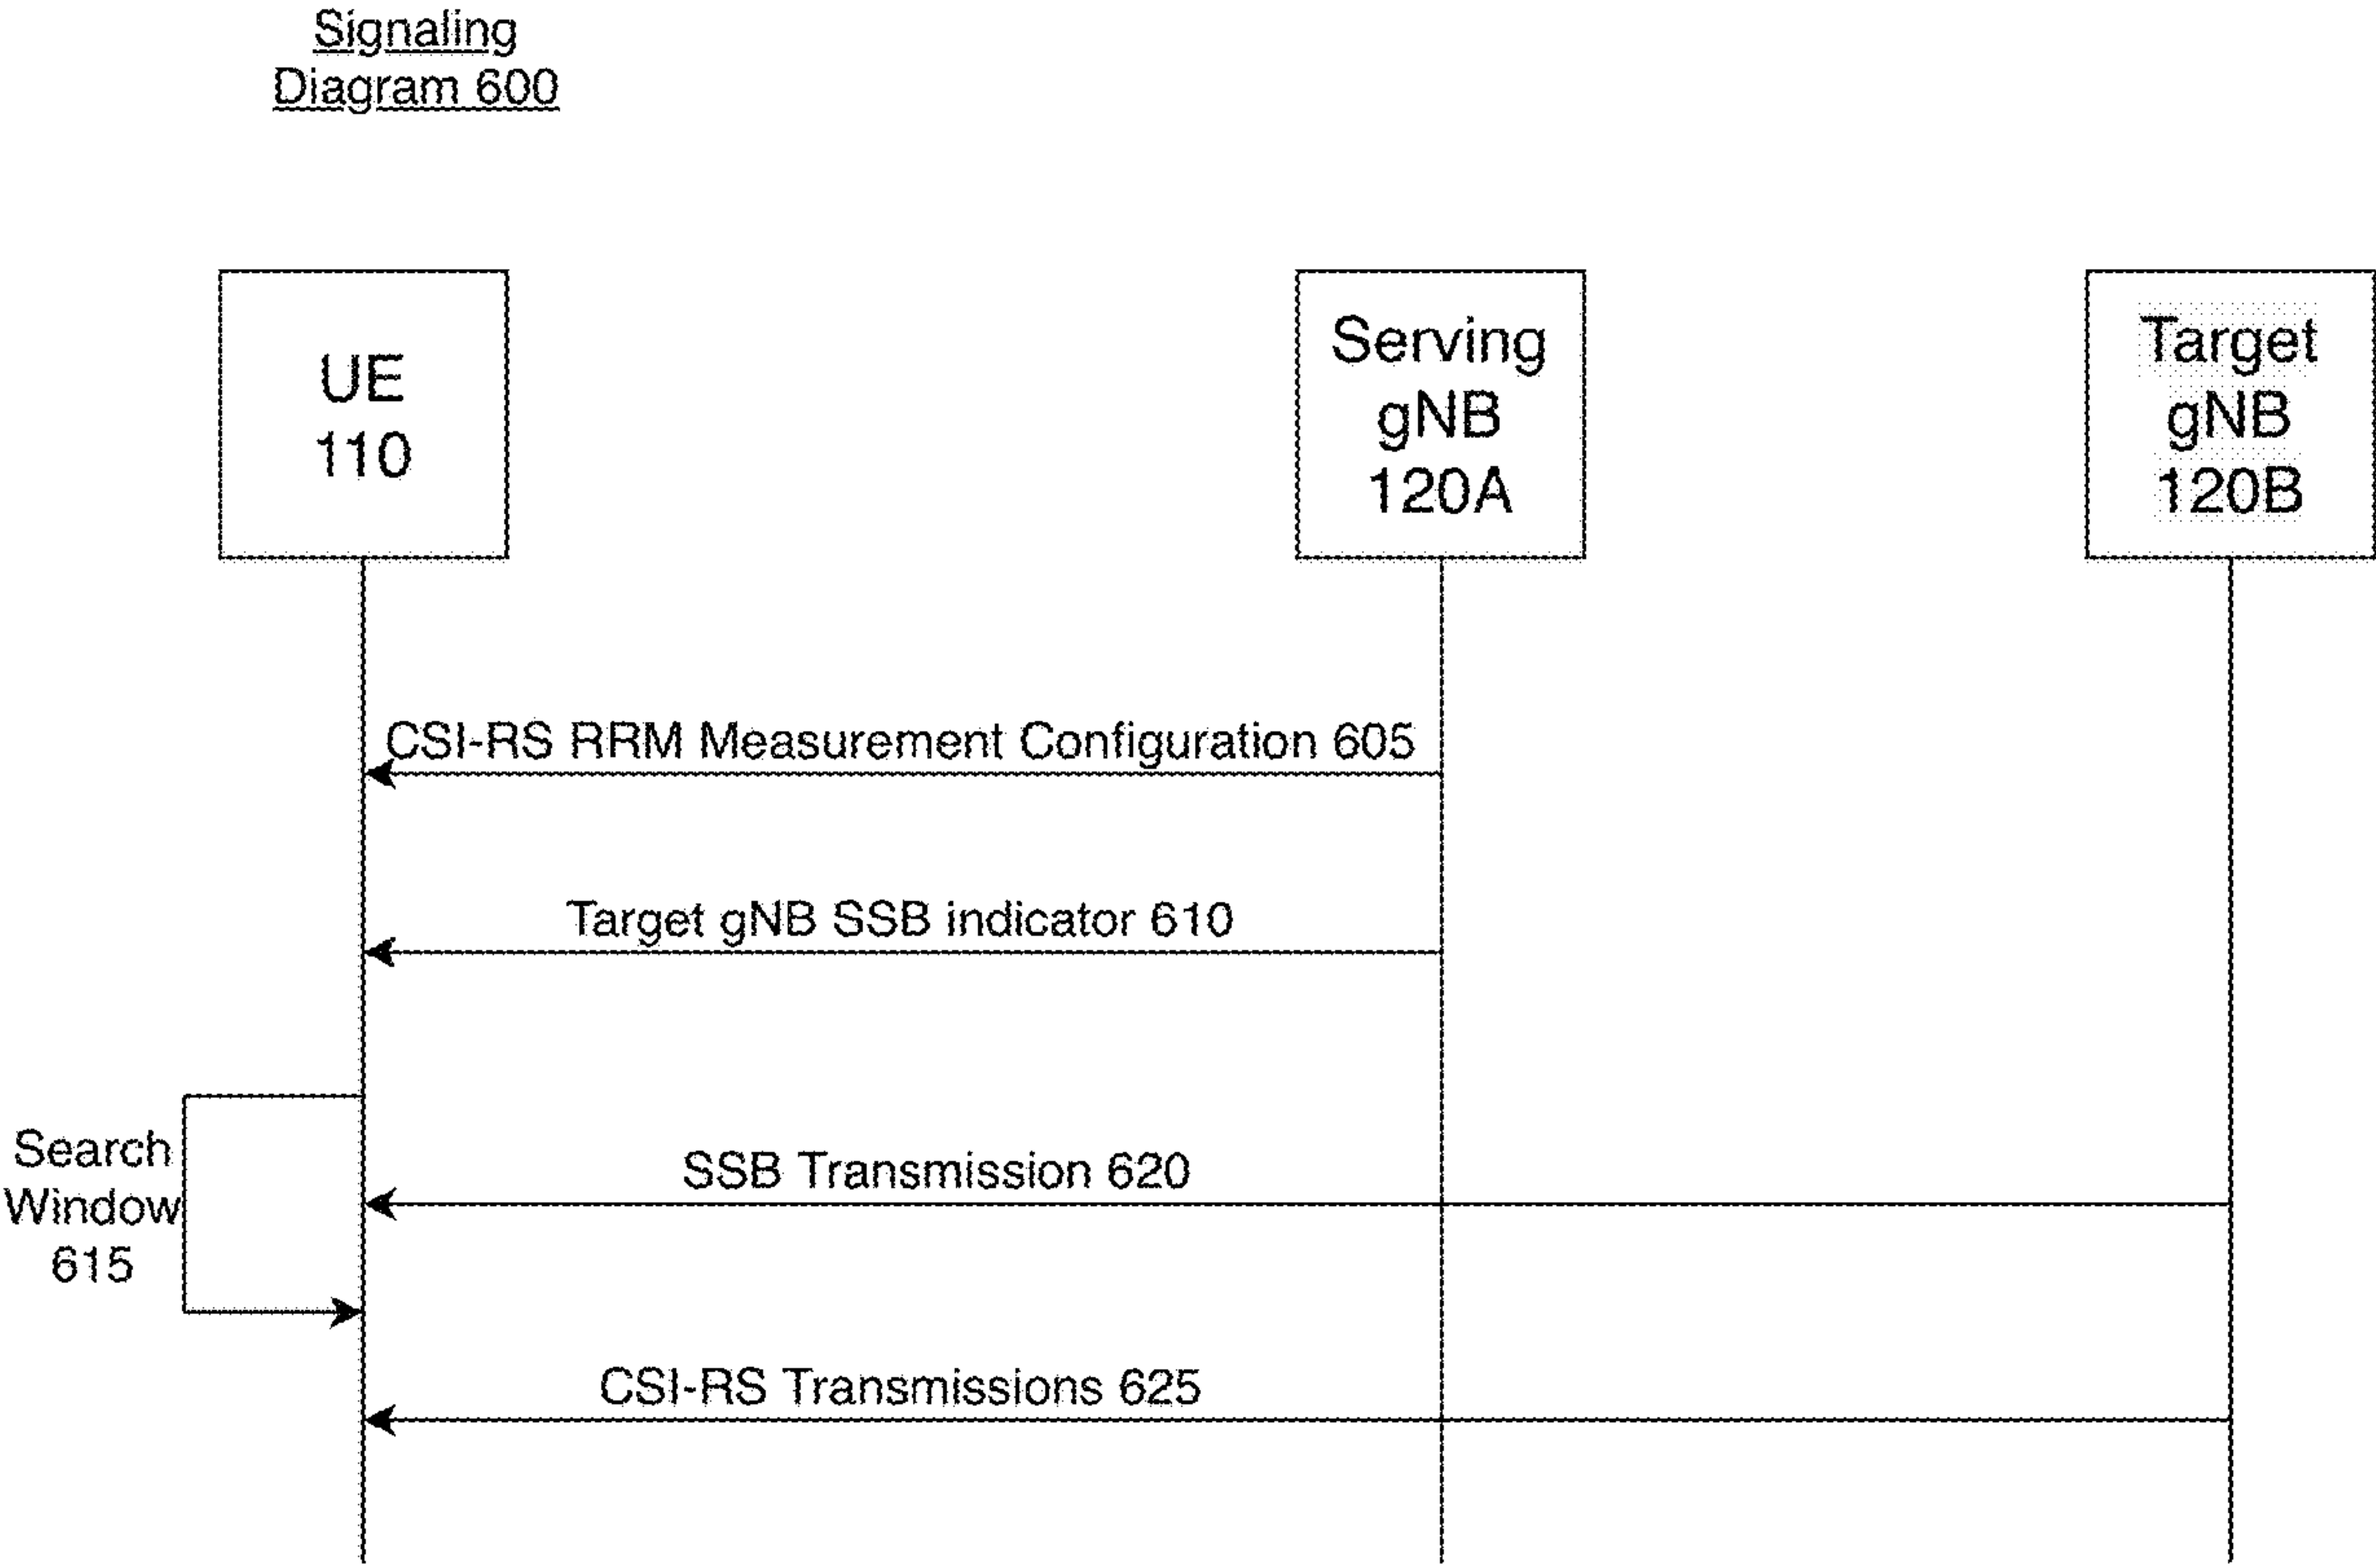 Signaling
Diagram 600
UE
110
Serving
gNB
120A
Target
gNB
120B
CSI-RS RRM Measurement Configuration 605
Target gNB SSB indicator 610
Search
Window
615
SSB Transmission 620
CSI-RS Transmissions 625